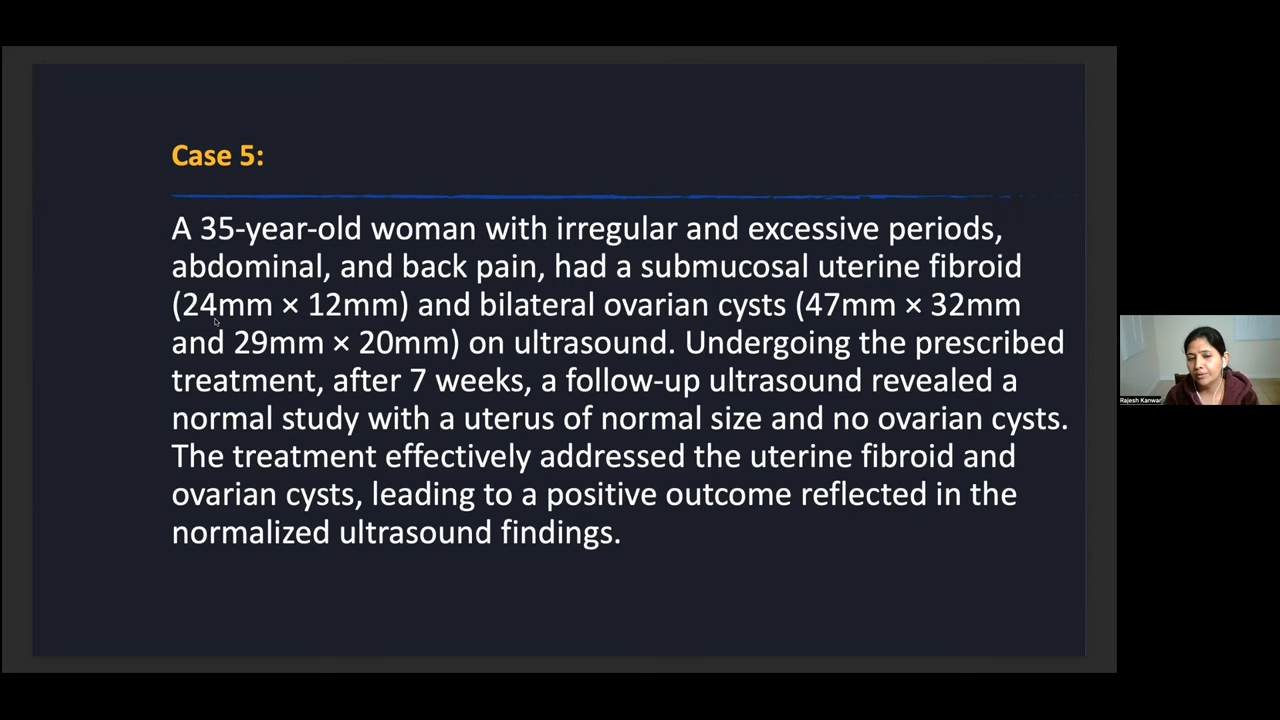 Case 5:
A 35-year-old woman with irregular and excessive periods,
abdominal, and back pain, had a submucosal uterine fibroid
(24mm × 12mm) and bilateral ovarian cysts (47mm × 32mm
and 29mm × 20mm) on ultrasound. Undergoing the prescribed
treatment, after 7 weeks, a follow-up ultrasound revealed a
normal study with a uterus of normal size and no ovarian cysts.
The treatment effectively addressed the uterine fibroid and
ovarian cysts, leading to a positive outcome reflected in the
normalized ultrasound findings.
Rajesh Kanwar